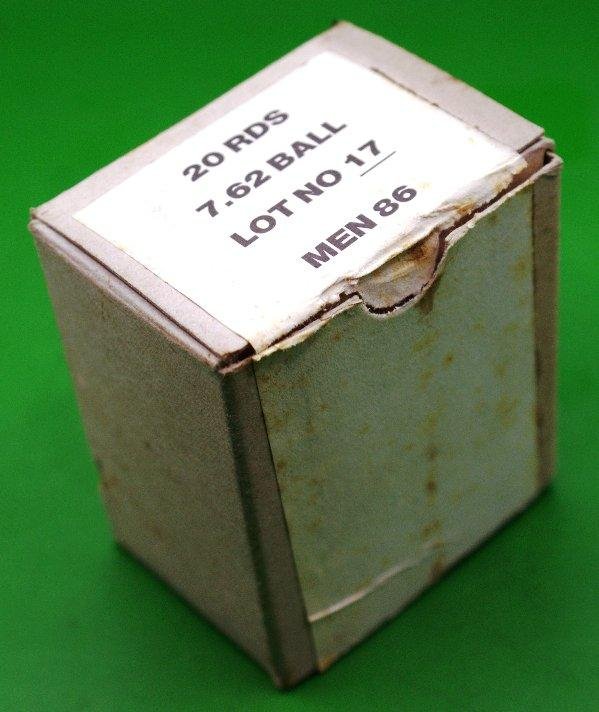 20 RDS
7.62 BALL
LOT NO 17
MEN 86